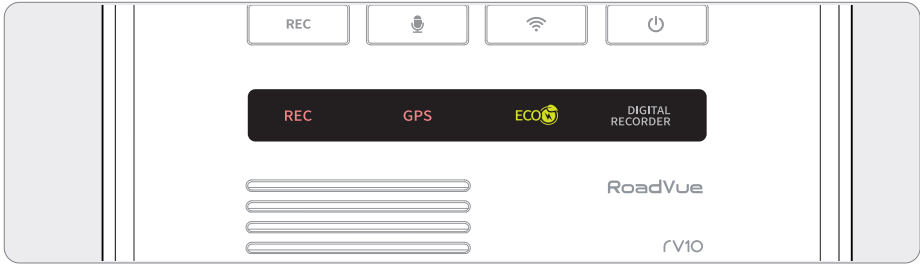 REC
REC
GPS
ECO
DIGITAL
RECORDER
RoadVue
rV10